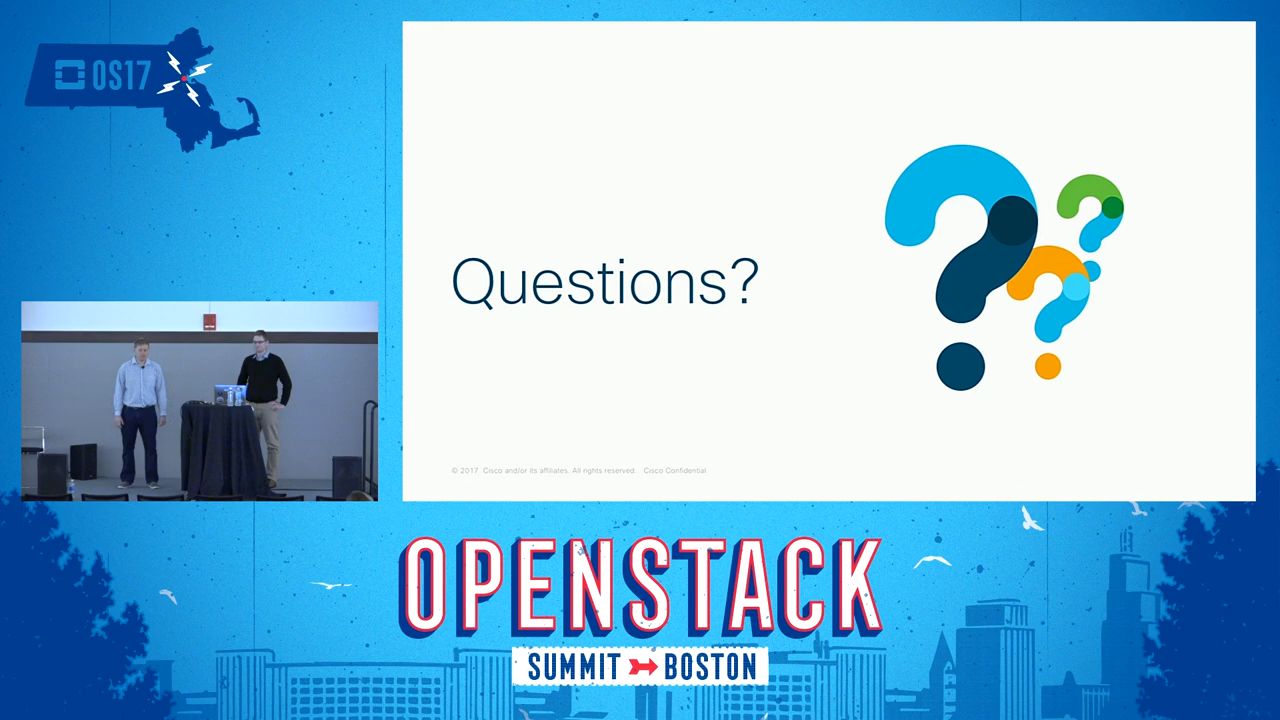 OS17
Questions?
© 2017 Cisco and/or its affiliates. All rights reserved. Cisco Confidential
OPENSTACK
SUMMIT BOSTON